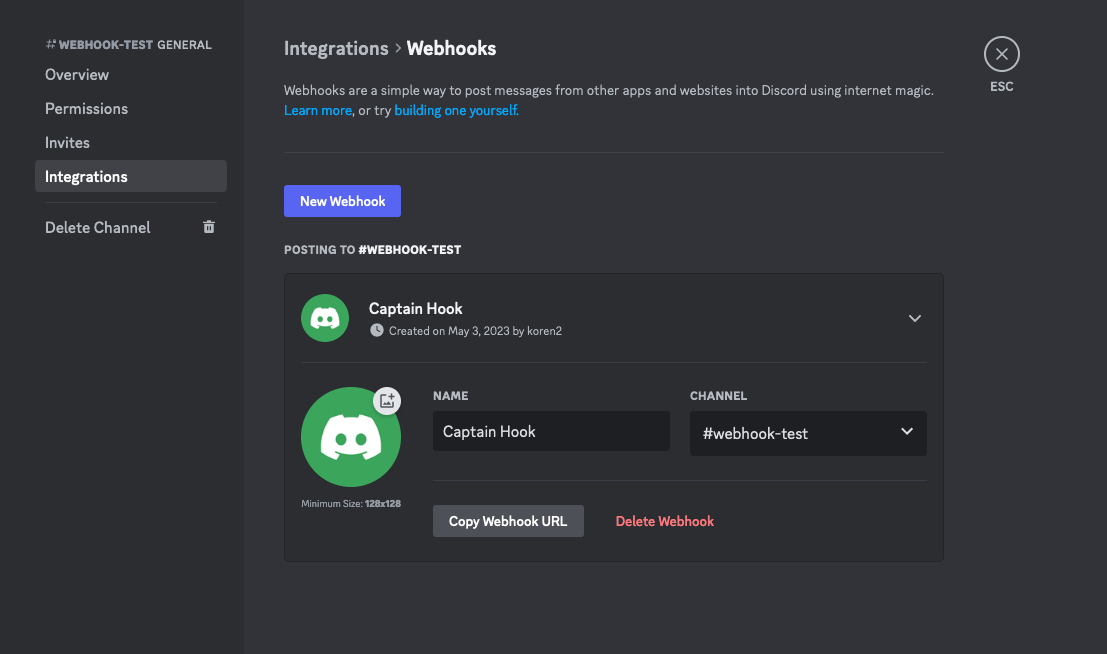 # WEBHOOK-TEST GENERAL
Overview
Permissions
Invites
Integrations
Delete Channel
Integrations > Webhooks
ESC
Webhooks are a simple way to post messages from other apps and websites into Discord using internet magic.
Learn more, or try building one yourself.
New Webhook
POSTING TO #WEBHOOK-TEST
Captain Hook
Created on May 3, 2023 by koren2
Minimum Size: 128x128
NAME
Captain Hook
CHANNEL
#webhook-test
Copy Webhook URL
Delete Webhook